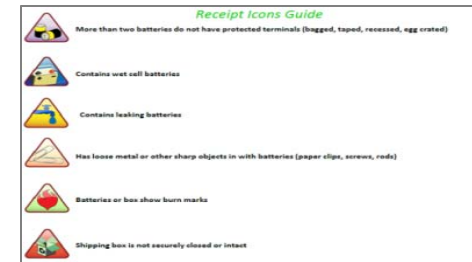 Receipt Icons Guide
More than two batteries do not have protected terminals (bagged, taped, recessed, egg crated)
Contains wet sell batteries
Contains leaking batteries
Has loose metal or other sharp objects in with batteries (paper clips, screws, rods)
Batteries or box show burn marks
Shipping box is not securely closed or intact